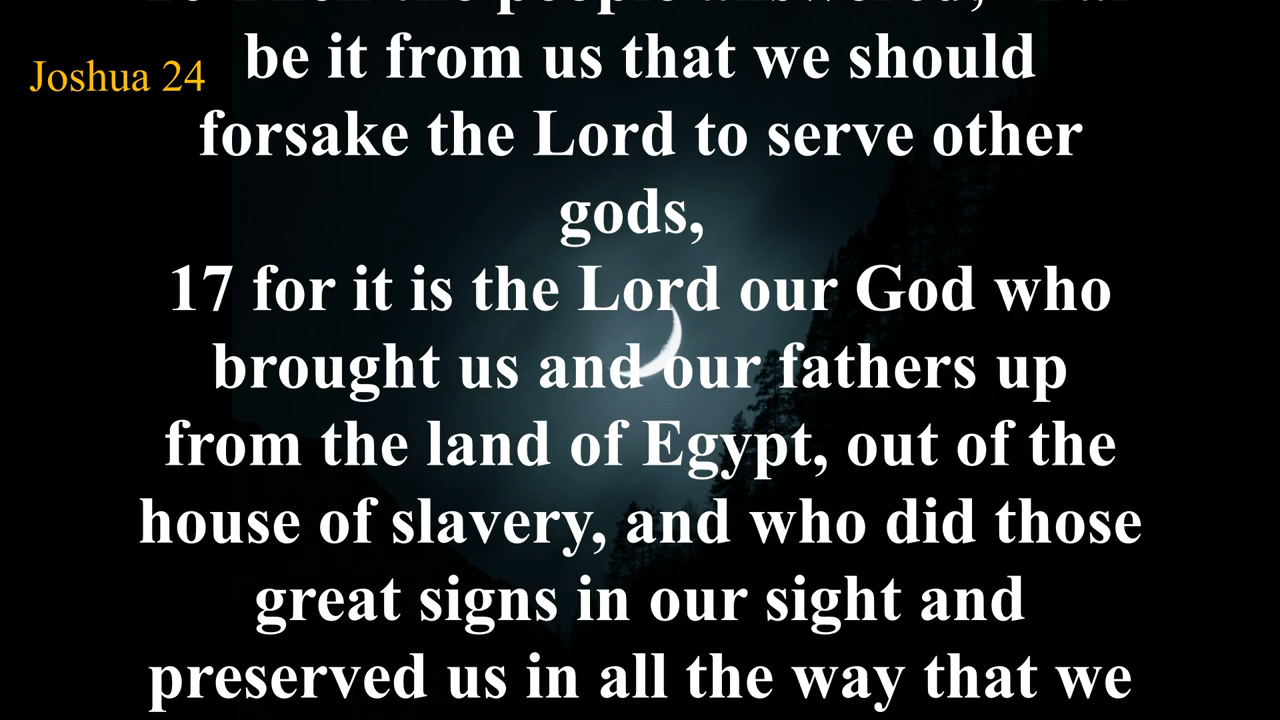 Joshua 24
be it from us that we should
forsake the Lord to serve other
gods,
17 for it is the Lord our God who
brought us and our fathers up
from the land of Egypt, out of the
house of slavery, and who did those
great signs in our sight and
preserved us in all the way that we